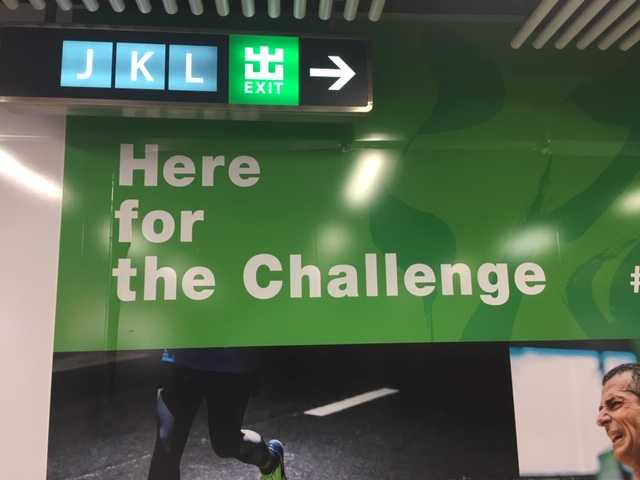 J K L 出 EXIT
Here
for
the Challenge
#